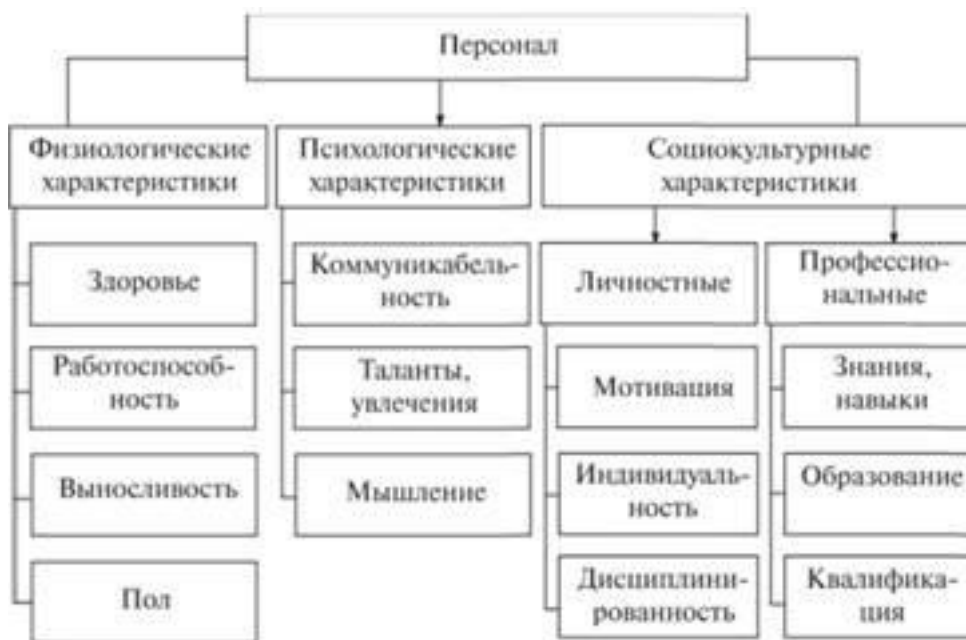 Персонал
Физиологические
характеристики
Психологические
характеристики
Социокультурные
характеристики
Здоровье
Работоспособ-
ность
Выносливость
Пол
Коммуникабель-
ность
Таланты,
увлечения
Мышление
Личностные
Мотивация
Индивидуаль-
ность
Дисциплини-
рованность
Профессио-
нальные
Знания,
навыки
Образование
Квалифика-
ция